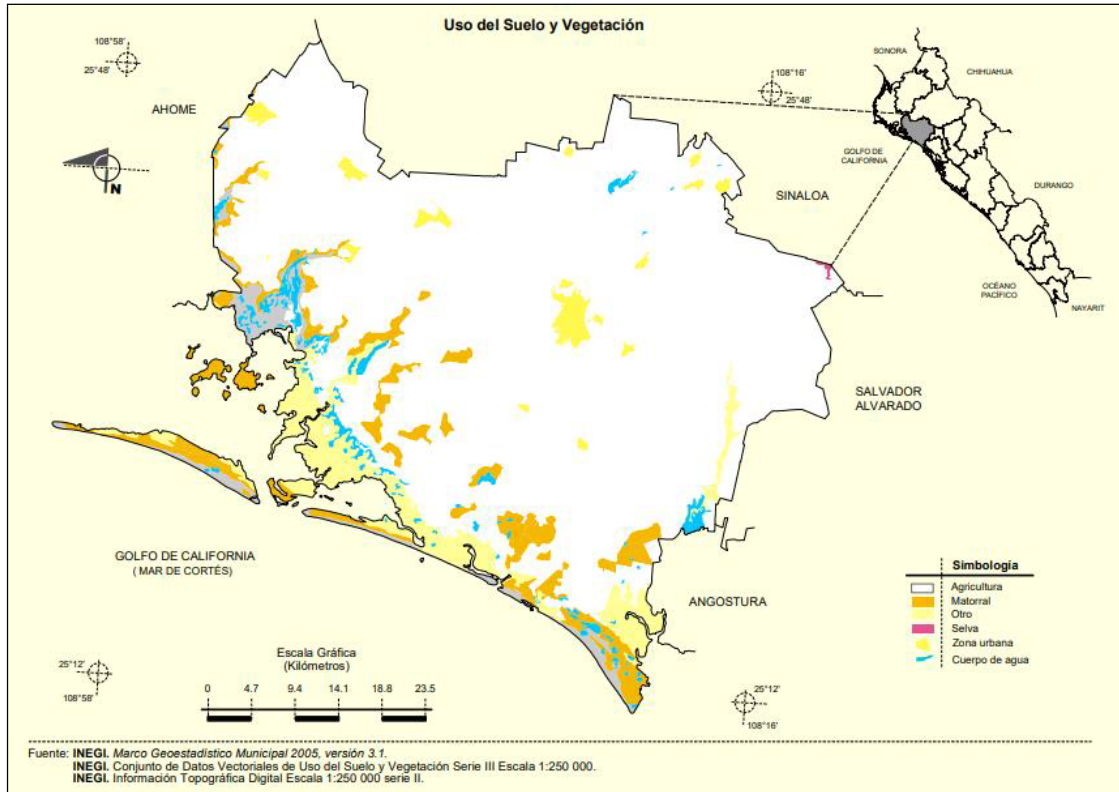 Uso del Suelo y Vegetación
108°58'
25°48'
AHOME
N
108°16'
25°48'
SONORA
CHIHUAHUA
GOLFO DE
CALIFORNIA
DURANGO
OCÉANO
PACÍFICO
NAYARIT
SINALOA
SALVADOR
ALVARADO
GOLFO DE CALIFORNIA
( MAR DE CORTÉS)
ANGOSTURA
Simbología
Agricultura
Matorral
Otro
Selva
Zona urbana
Cuerpo de agua
Escala Gráfica
(Kilómetros)
0 4.7 9.4 14.1 18.8 23.5
25°12'
108°58'
25°12'
108°16'
Fuente: INEGI. Marco Geoestadístico Municipal 2005, versión 3.1.
INEGI. Conjunto de Datos Vectoriales de Uso del Suelo y Vegetación Serie III Escala 1:250 000.
INEGI. Información Topográfica Digital Escala 1:250 000 serie II.